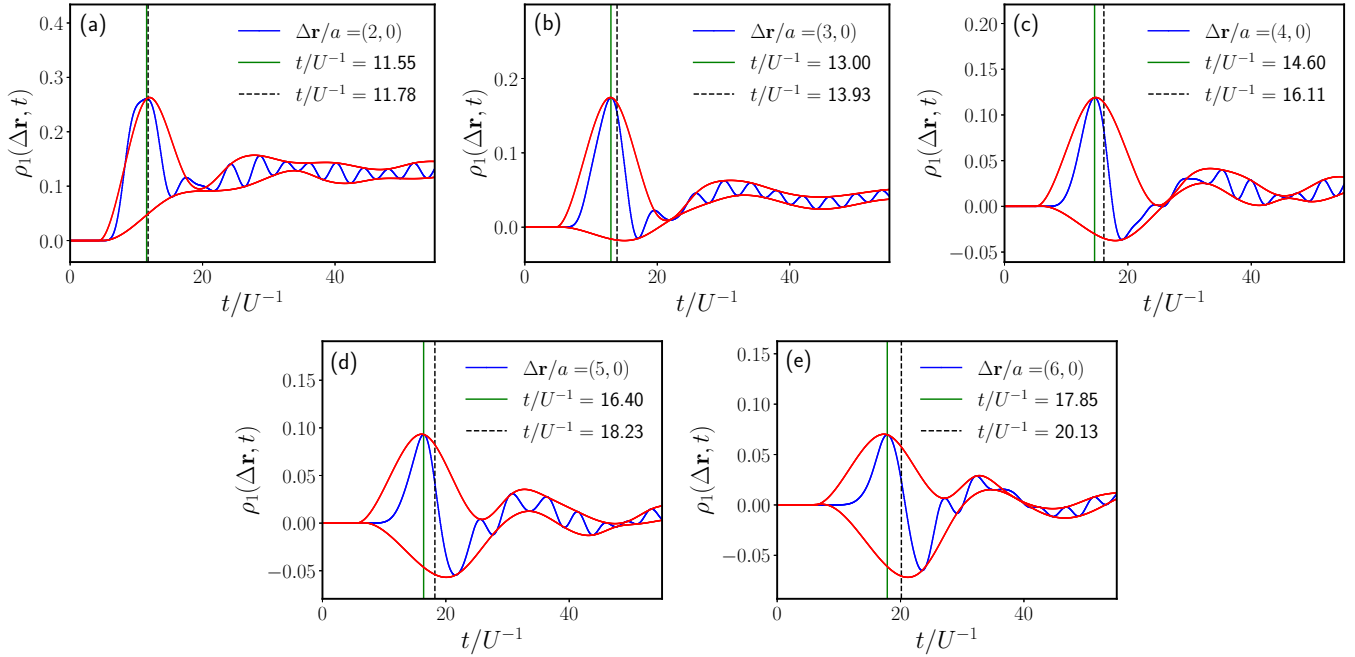 (a)
Δr/a =(2, 0)
t/U⁻¹ = 11.55
t/U⁻¹ = 11.78
ρ₁(Δr, t)
0.4
0.3
0.2
0.1
0.0
0 20 40
t/U⁻¹
(b)
Δr/a =(3, 0)
t/U⁻¹ = 13.00
t/U⁻¹ = 13.93
ρ₁(Δr, t)
0.2
0.1
0.0
0 20 40
t/U⁻¹
(c)
Δr/a =(4, 0)
t/U⁻¹ = 14.60
t/U⁻¹ = 16.11
ρ₁(Δr, t)
0.20
0.15
0.10
0.05
0.00
−0.05
0 20 40
t/U⁻¹
(d)
Δr/a =(5, 0)
t/U⁻¹ = 16.40
t/U⁻¹ = 18.23
ρ₁(Δr, t)
0.15
0.10
0.05
0.00
−0.05
0 20 40
t/U⁻¹
(e)
Δr/a =(6, 0)
t/U⁻¹ = 17.85
t/U⁻¹ = 20.13
ρ₁(Δr, t)
0.15
0.10
0.05
0.00
−0.05
0 20 40
t/U⁻¹